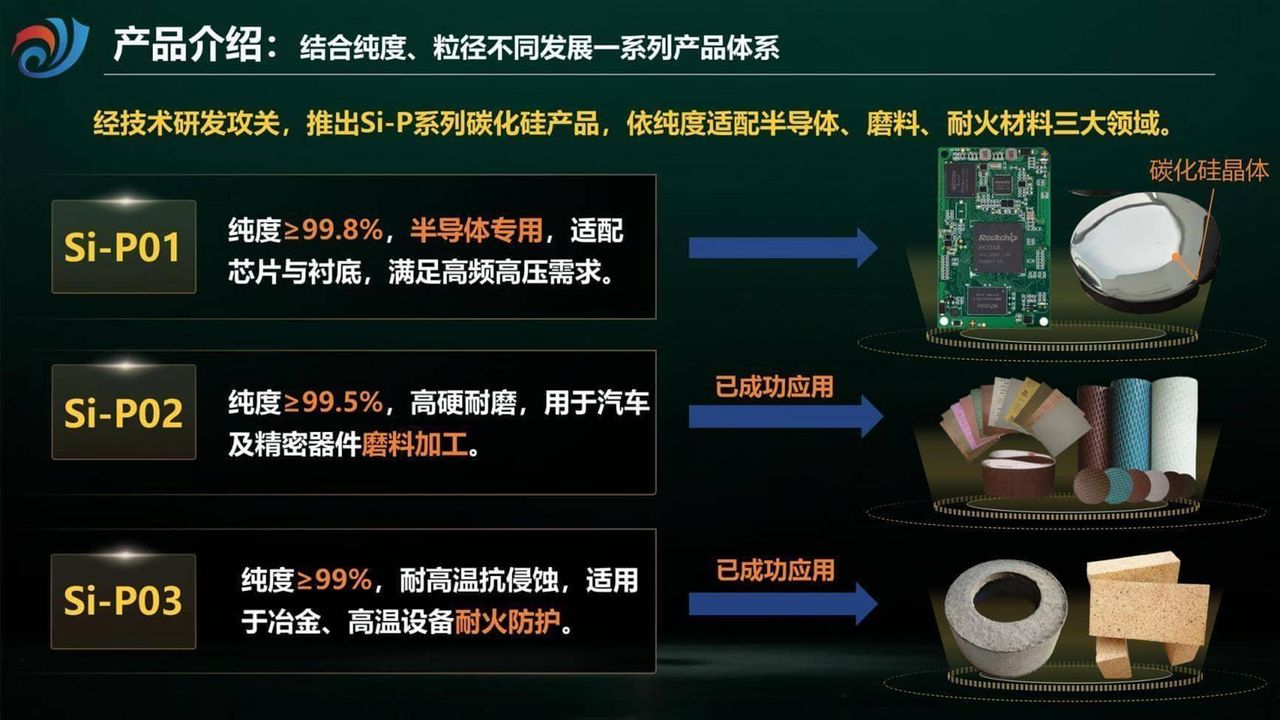 产品介绍：结合纯度、粒径不同发展一系列产品体系
经技术研发攻关，推出Si-P系列碳化硅产品，依纯度适配半导体、磨料、耐火材料三大领域。
碳化硅晶体
Si-P01
纯度≥99.8%，半导体专用，适配
芯片与衬底，满足高频高压需求。
Rockchip
Si-P02
纯度≥99.5%，高硬耐磨，用于汽车
及精密器件磨料加工。
已成功应用
Si-P03
纯度≥99%，耐高温抗侵蚀，适用
于冶金、高温设备耐火防护。
已成功应用